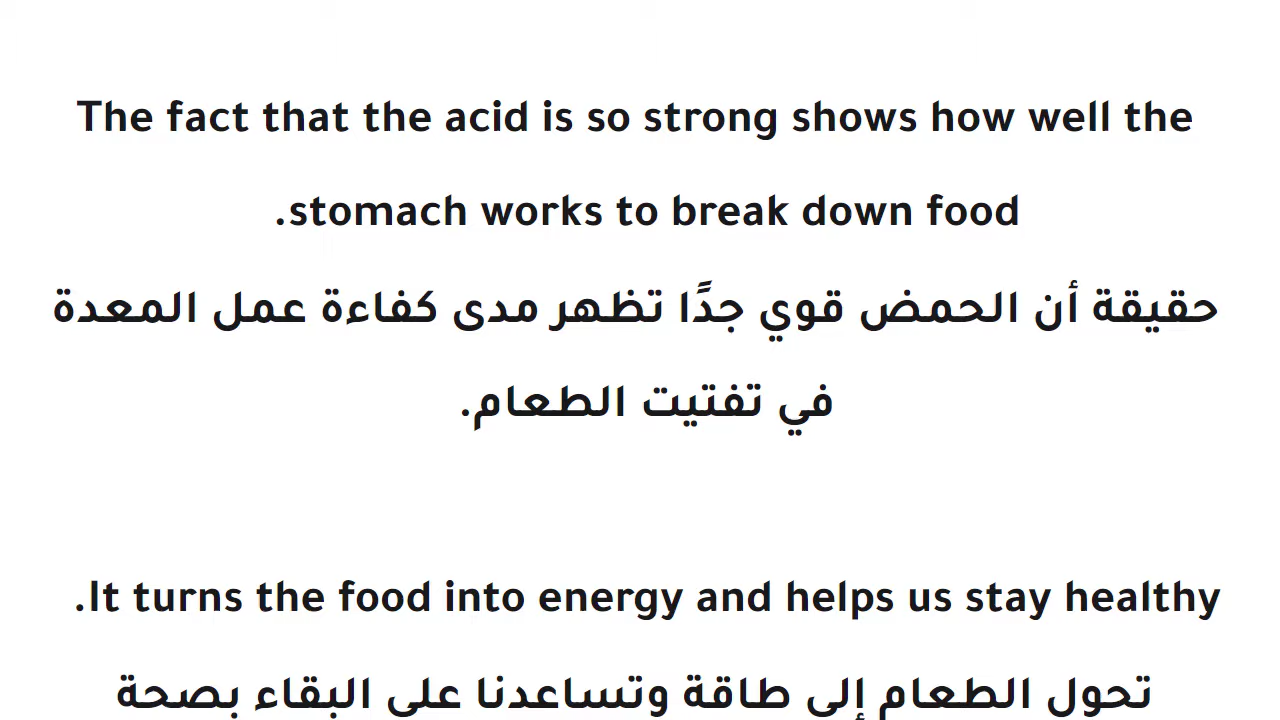 The fact that the acid is so strong shows how well the
.stomach works to break down food
حقيقة أن الحمض قوي جدًا تظهر مدى كفاءة عمل المعدة
في تفتيت الطعام.
.It turns the food into energy and helps us stay healthy
تحول الطعام إلى طاقة وتساعدنا على البقاء بصحة